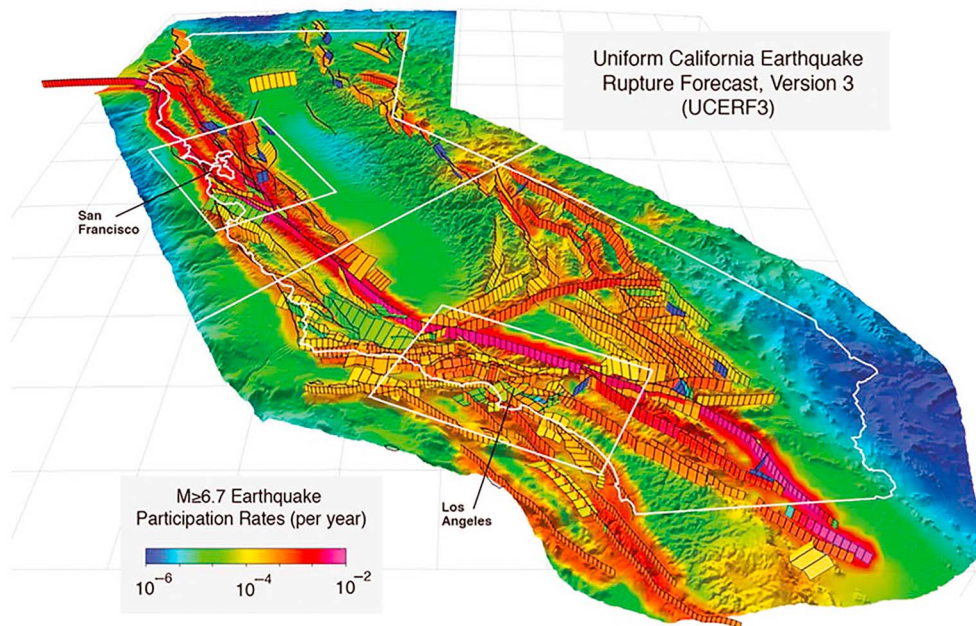 Uniform California Earthquake
Rupture Forecast, Version 3
(UCERF3)
San
Francisco
Los
Angeles
M≥6.7 Earthquake
Participation Rates (per year)
10⁻⁶ 10⁻⁴ 10⁻²